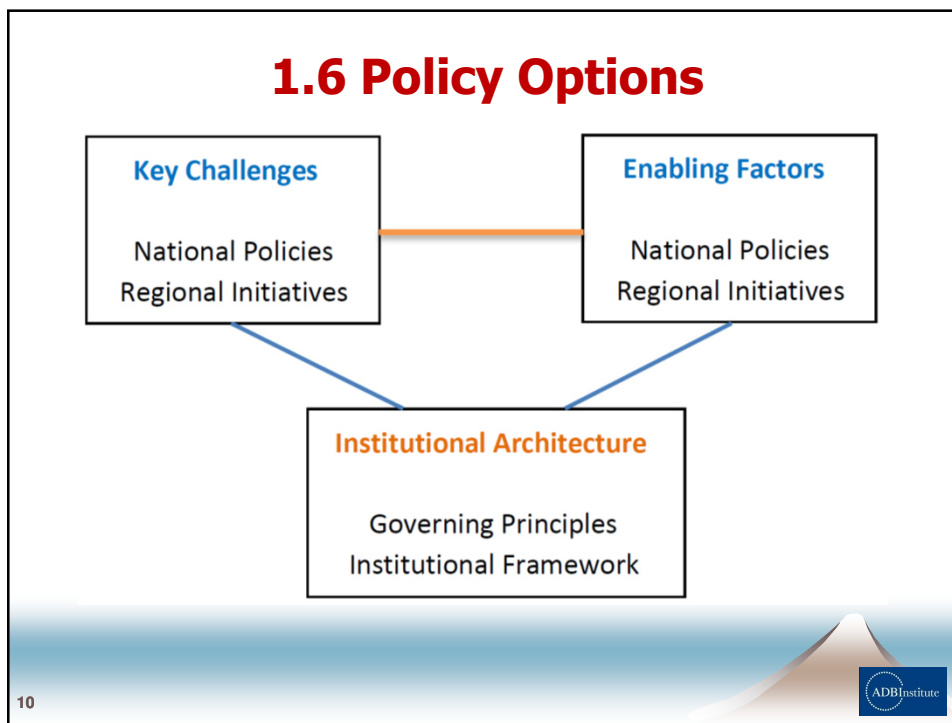 1.6 Policy Options
Key Challenges
National Policies
Regional Initiatives
Enabling Factors
National Policies
Regional Initiatives
Institutional Architecture
Governing Principles
Institutional Framework
10
ADBInstitute